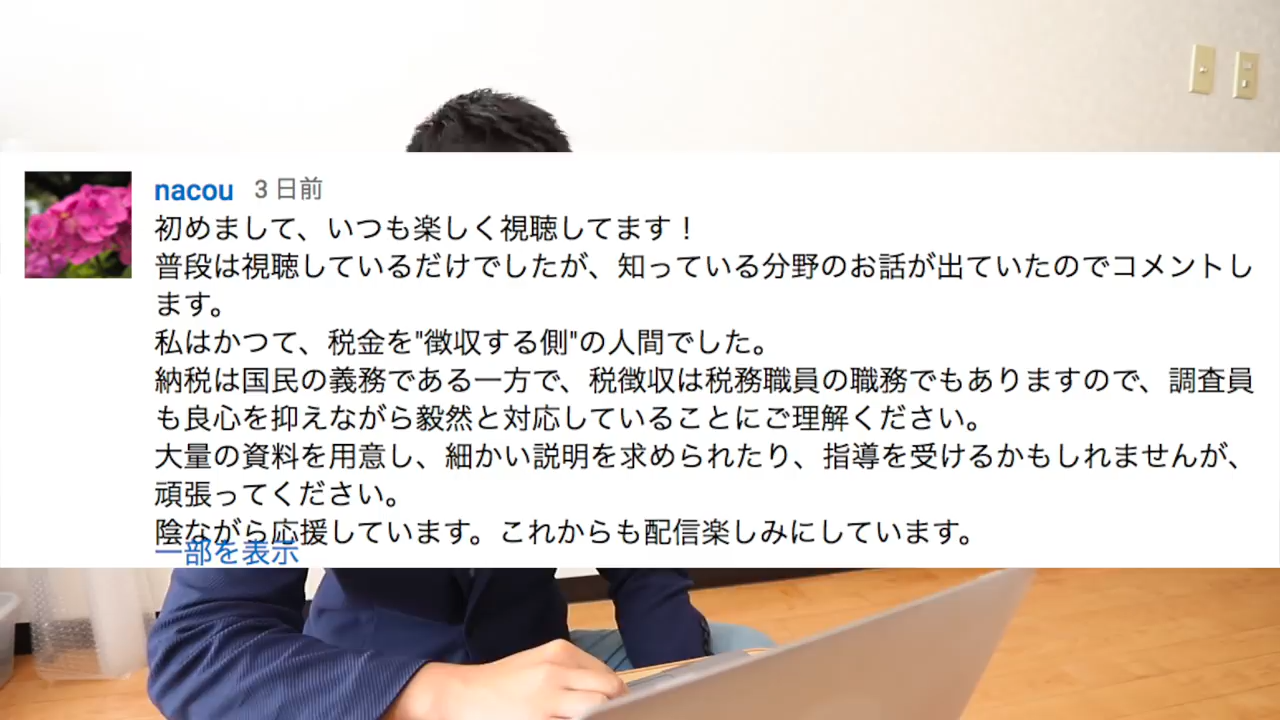 nacou 3 日前
初めまして、いつも楽しく視聴してます！
普段は視聴しているだけでしたが、知っている分野のお話が出ていたのでコメントし
ます。
私はかつて、税金を"徴収する側"の人間でした。
納税は国民の義務である一方で、税徴収は税務職員の職務でもありますので、調査員
も良心を抑えながら毅然と対応していることにご理解ください。
大量の資料を用意し、細かい説明を求められたり、指導を受けるかもしれませんが、
頑張ってください。
陰ながら応援しています。これからも配信楽しみにしています。
一部を表示